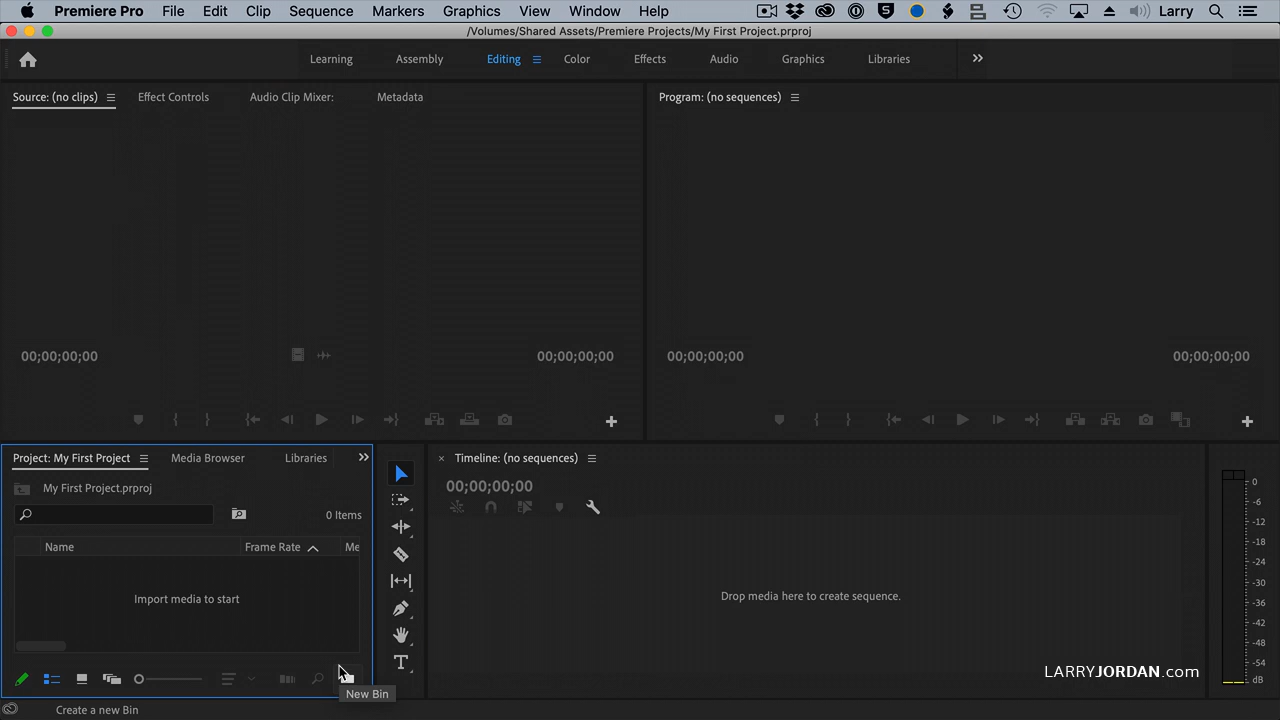 Premiere Pro File Edit Clip Sequence Markers Graphics View Window Help Larry
/Volumes/Shared Assets/Premiere Projects/My First Project.prproj
Learning Assembly Editing Color Effects Audio Graphics Libraries
Source: (no clips) Effect Controls Audio Clip Mixer: Metadata Program: (no sequences)
00;00;00;00 00;00;00;00 00;00;00;00 00;00;00;00
Project: My First Project Media Browser Libraries × Timeline: (no sequences)
My First Project.prproj 00;00;00;00
0 Items
Name Frame Rate Me
Import media to start
Drop media here to create sequence.
0
-6
-12
-18
-24
-30
-36
-42
-48
-54
dB
LARRYJORDAN.com
New Bin
Create a new Bin